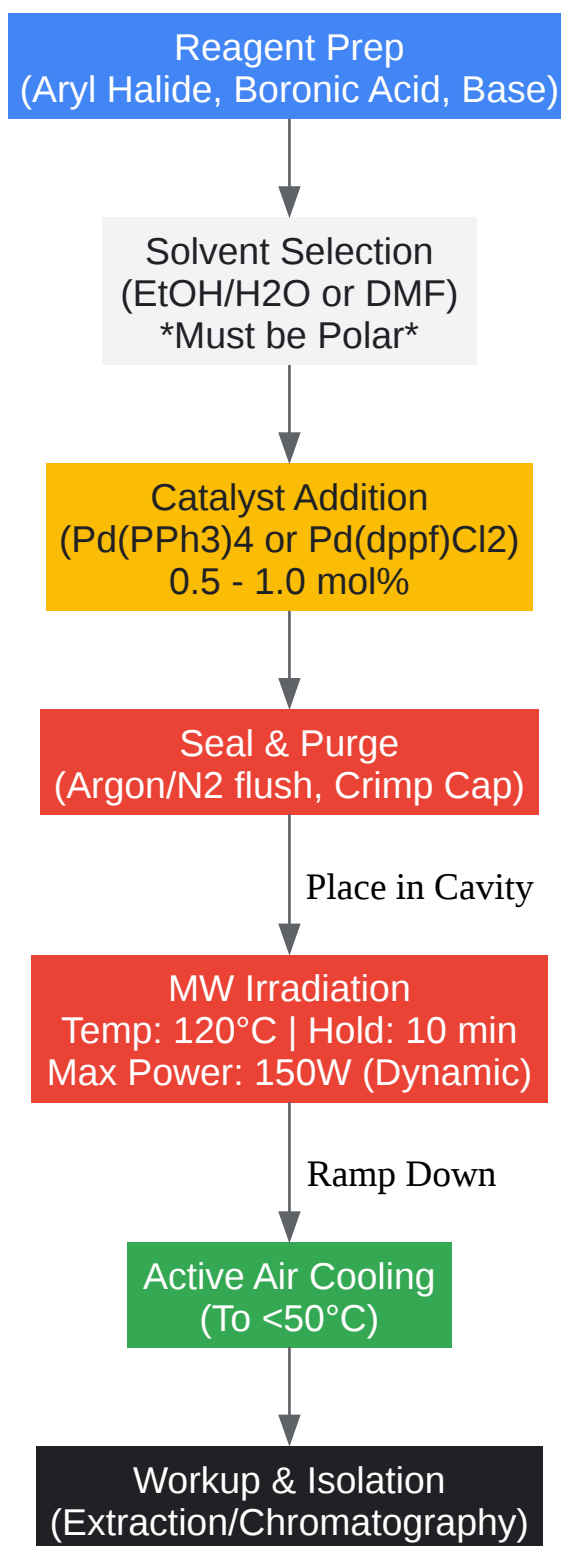 Reagent Prep
(Aryl Halide, Boronic Acid, Base)
Solvent Selection
(EtOH/H2O or DMF)
*Must be Polar*
Catalyst Addition
(Pd(PPh3)4 or Pd(dppf)Cl2)
0.5 - 1.0 mol%
Seal & Purge
(Argon/N2 flush, Crimp Cap)
Place in Cavity
MW Irradiation
Temp: 120°C | Hold: 10 min
Max Power: 150W (Dynamic)
Ramp Down
Active Air Cooling
(To <50°C)
Workup & Isolation
(Extraction/Chromatography)